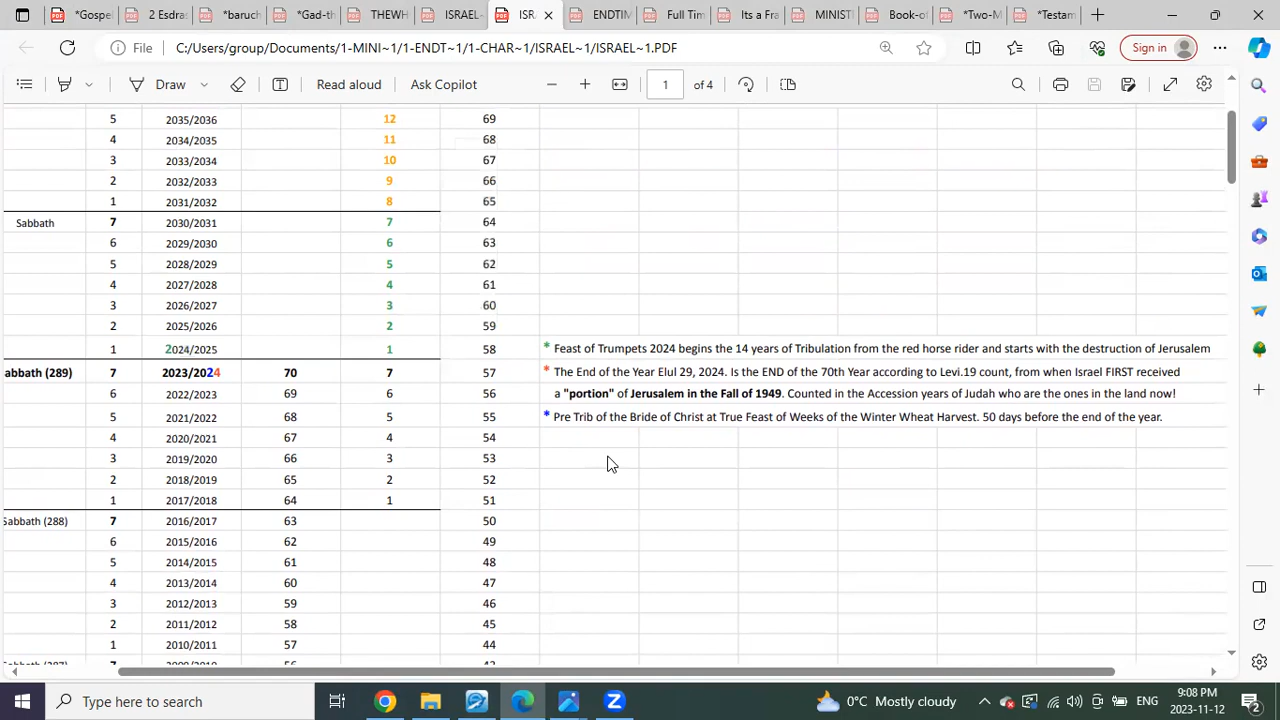 *Gospel
2 Esdras
*baruch
*Gad-th
THEWH
ISRAEL-
ISRA
ENDTIM
Full Tim
Its a Fra
MINIST
Book-of
*Two-M
*Testam
File C:/Users/group/Documents/1-MINI~1/1-ENDT~1/1-CHAR~1/ISRAEL~1/ISRAEL~1.PDF Sign in
Draw Read aloud Ask Copilot 1 of 4
5 2035/2036 12 69
4 2034/2035 11 68
3 2033/2034 10 67
2 2032/2033 9 66
1 2031/2032 8 65
Sabbath 7 2030/2031 7 64
6 2029/2030 6 63
5 2028/2029 5 62
4 2027/2028 4 61
3 2026/2027 3 60
2 2025/2026 2 59
1 2024/2025 1 58 * Feast of Trumpets 2024 begins the 14 years of Tribulation from the red horse rider and starts with the destruction of Jerusalem
abbath (289) 7 2023/2024 70 7 57 * The End of the Year Elul 29, 2024. Is the END of the 70th Year according to Levi.19 count, from when Israel FIRST received
6 2022/2023 69 6 56 a "portion" of Jerusalem in the Fall of 1949. Counted in the Accession years of Judah who are the ones in the land now!
5 2021/2022 68 5 55 * Pre Trib of the Bride of Christ at True Feast of Weeks of the Winter Wheat Harvest. 50 days before the end of the year.
4 2020/2021 67 4 54
3 2019/2020 66 3 53
2 2018/2019 65 2 52
1 2017/2018 64 1 51
Sabbath (288) 7 2016/2017 63 50
6 2015/2016 62 49
5 2014/2015 61 48
4 2013/2014 60 47
3 2012/2013 59 46
2 2011/2012 58 45
1 2010/2011 57 44
Type here to search
0°C Mostly cloudy
ENG
9:08 PM
2023-11-12
2